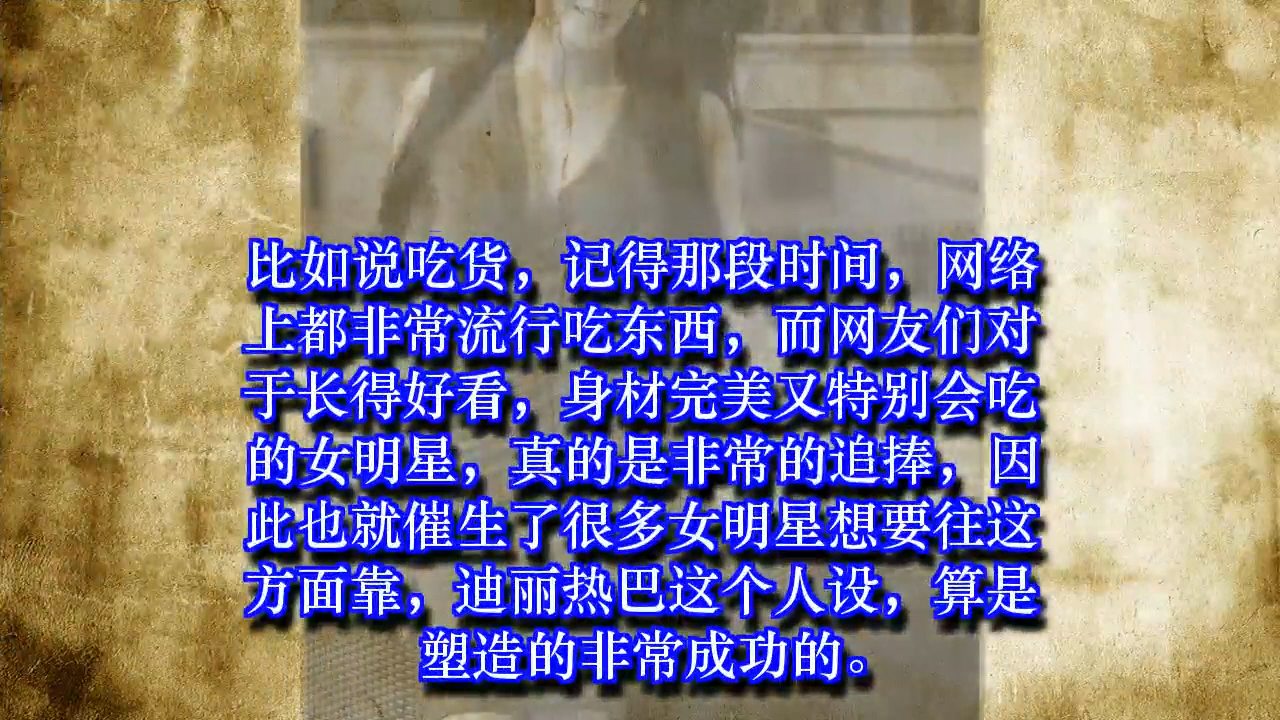 比如说吃货，记得那段时间，网络
上都非常流行吃东西，而网友们对
于长得好看，身材完美又特别会吃
的女明星，真的是非常的追捧，因
此也就催生了很多女明星想要往这
方面靠，迪丽热巴这个人设，算是
塑造的非常成功的。